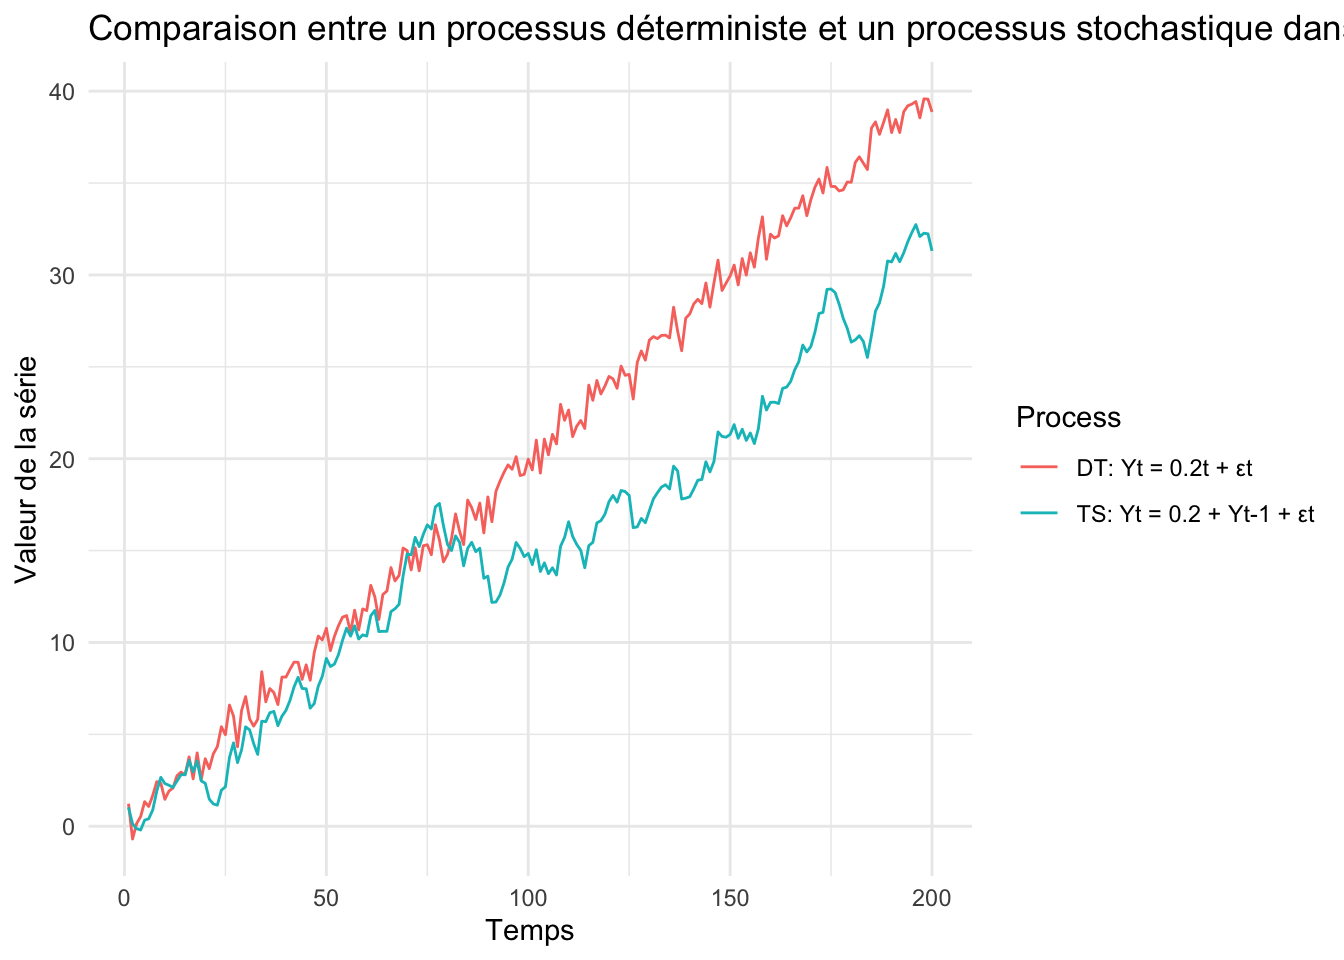 Comparaison entre un processus déterministe et un processus stochastique dans
40
30
20
10
0
Valeur de la série
0 50 100 150 200
Temps
Process
DT: Yt = 0.2t + εt
TS: Yt = 0.2 + Yt-1 + εt